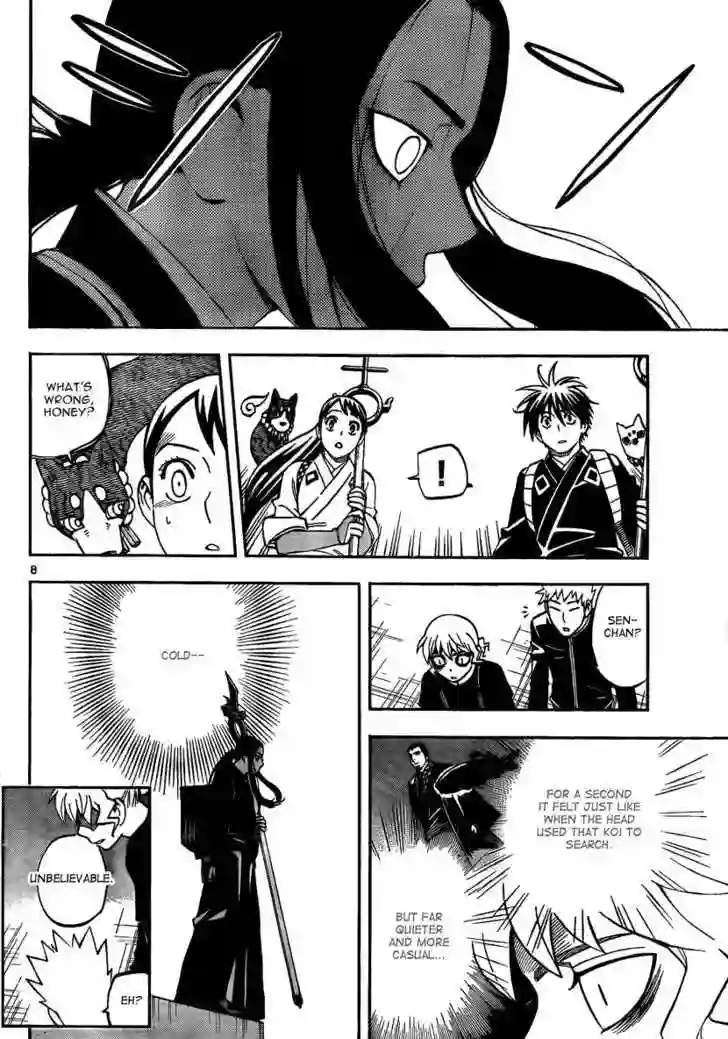 !
WHAT'S
WRONG,
HONEY?
8
SEN-
CHAN?
FOR A SECOND
IT FELT JUST LIKE
WHEN THE HEAD
USED THAT KOI TO
SEARCH.
BUT FAR
QUIETER
AND MORE
CASUAL...
COLD--
UNBELIEVABLE.
EH?